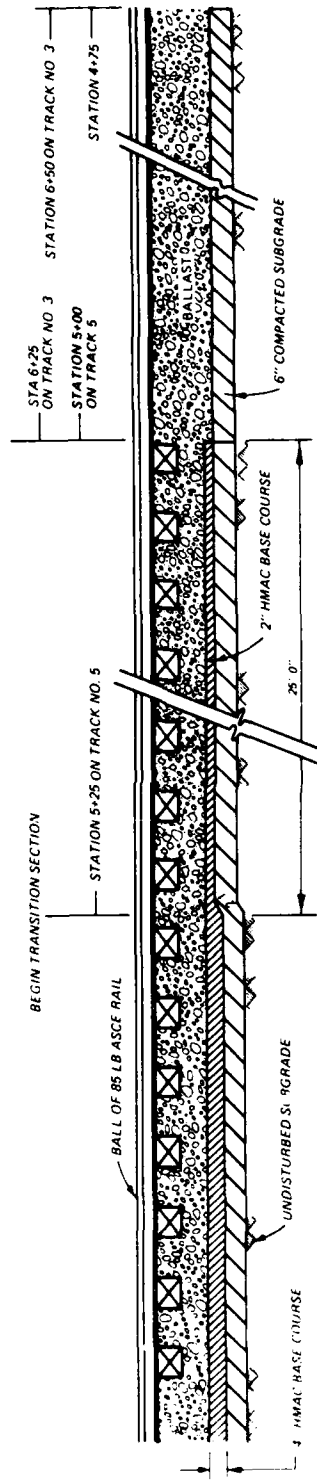 BEGIN TRANSITION SECTION
STATION 5+25 ON TRACK NO. 5
BALL OF 85 LB ASCE RAIL
STA 6+25
ON TRACK NO 3
STATION 5+00
ON TRACK 5
STATION 6+50 ON TRACK NO 3
STATION 4+75
BALLAST
6" COMPACTED SUBGRADE
2" HMAC BASE COURSE
25' 0"
UNDISTURBED
HMAC BASE COURSE